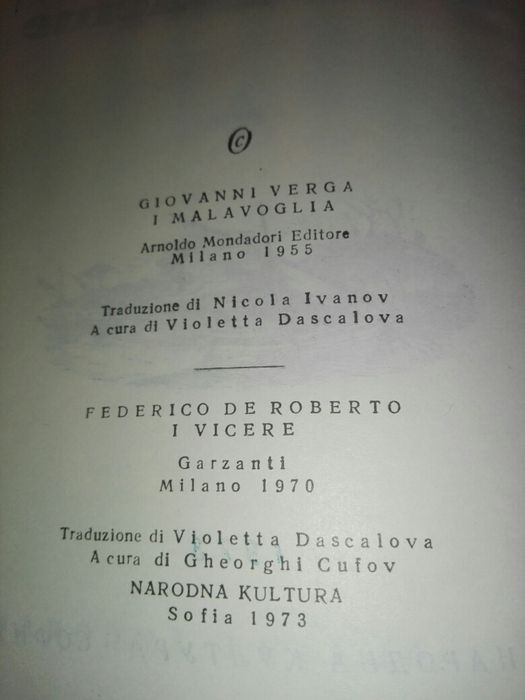 ©
GIOVANNI VERGA
I MALAVOGLIA
Arnoldo Mondadori Editore
Milano 1955
Traduzione di Nicola Ivanov
A cura di Violetta Dascalova
FEDERICO DE ROBERTO
I VICERE
Garzanti
Milano 1970
Traduzione di Violetta Dascalova
A cura di Gheorghi Cufov
NARODNA KULTURA
Sofia 1973